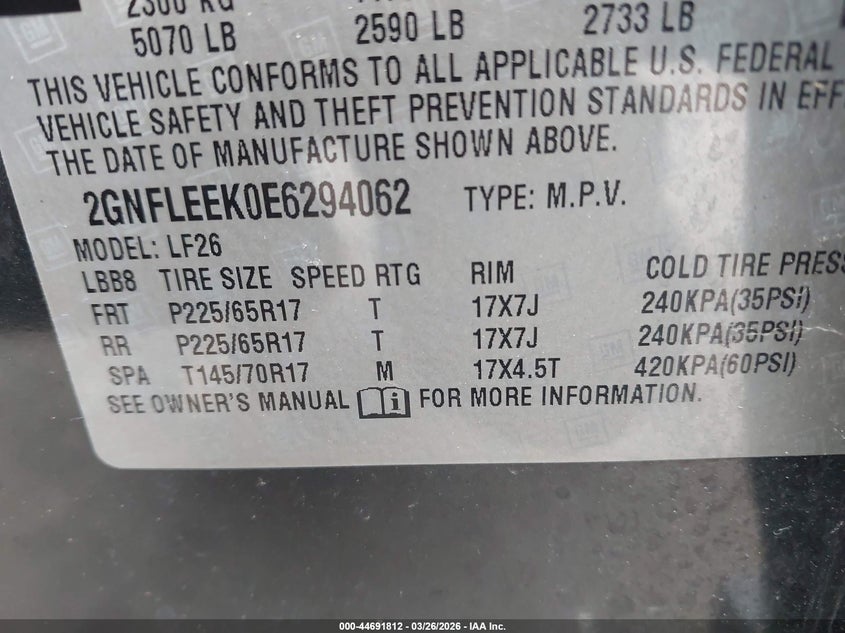 2300 KG
5070 LB 2590 LB 2733 LB
THIS VEHICLE CONFORMS TO ALL APPLICABLE U.S. FEDERAL
VEHICLE SAFETY AND THEFT PREVENTION STANDARDS IN EFF
THE DATE OF MANUFACTURE SHOWN ABOVE.
2GNFLEEK0E6294062 TYPE: M.P.V.
MODEL: LF26
LBB8 TIRE SIZE SPEED RTG RIM COLD TIRE PRESS
FRT P225/65R17 T 17X7J 240KPA(35PSI)
RR P225/65R17 T 17X7J 240KPA(35PSI)
SPA T145/70R17 M 17X4.5T 420KPA(60PSI)
SEE OWNER'S MANUAL i FOR MORE INFORMATION.
000-44691812 - 03/26/2026 - IAA Inc.